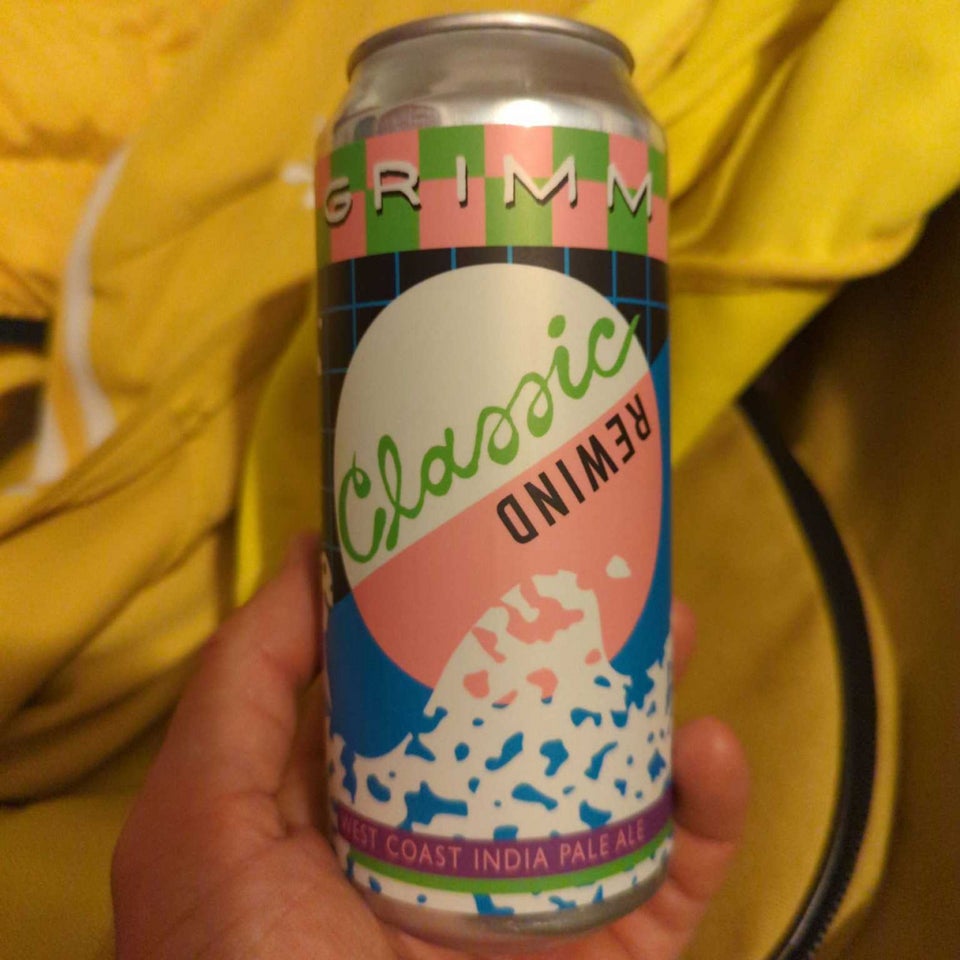 GRIMM
Classic
REWIND
WEST COAST INDIA PALE ALE